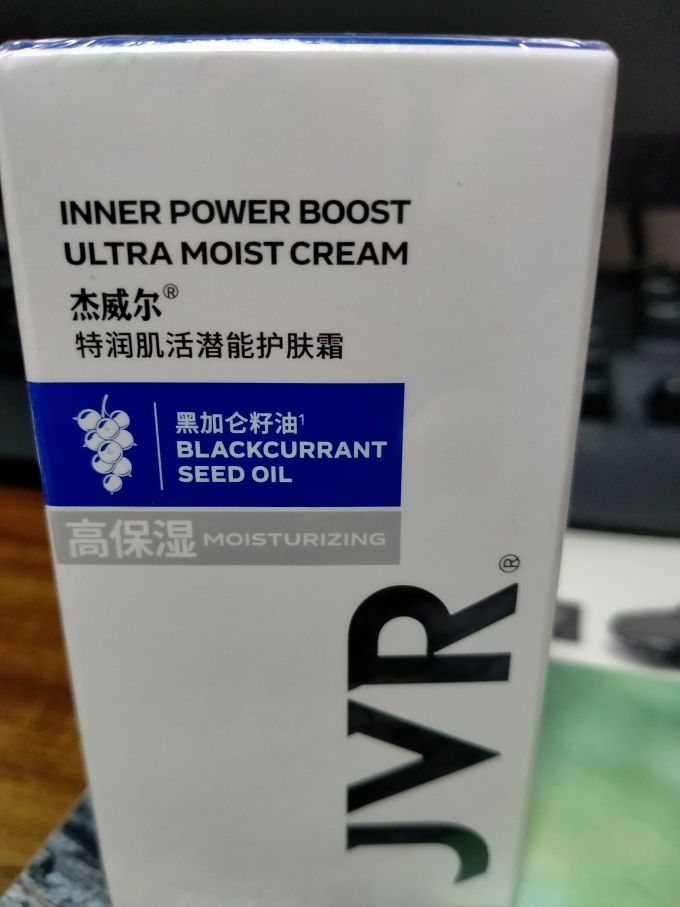 INNER POWER BOOST
ULTRA MOIST CREAM
杰威尔®
特润肌活潜能护肤霜
黑加仑籽油¹
BLACKCURRANT
SEED OIL
高保湿 MOISTURIZING
JVR®